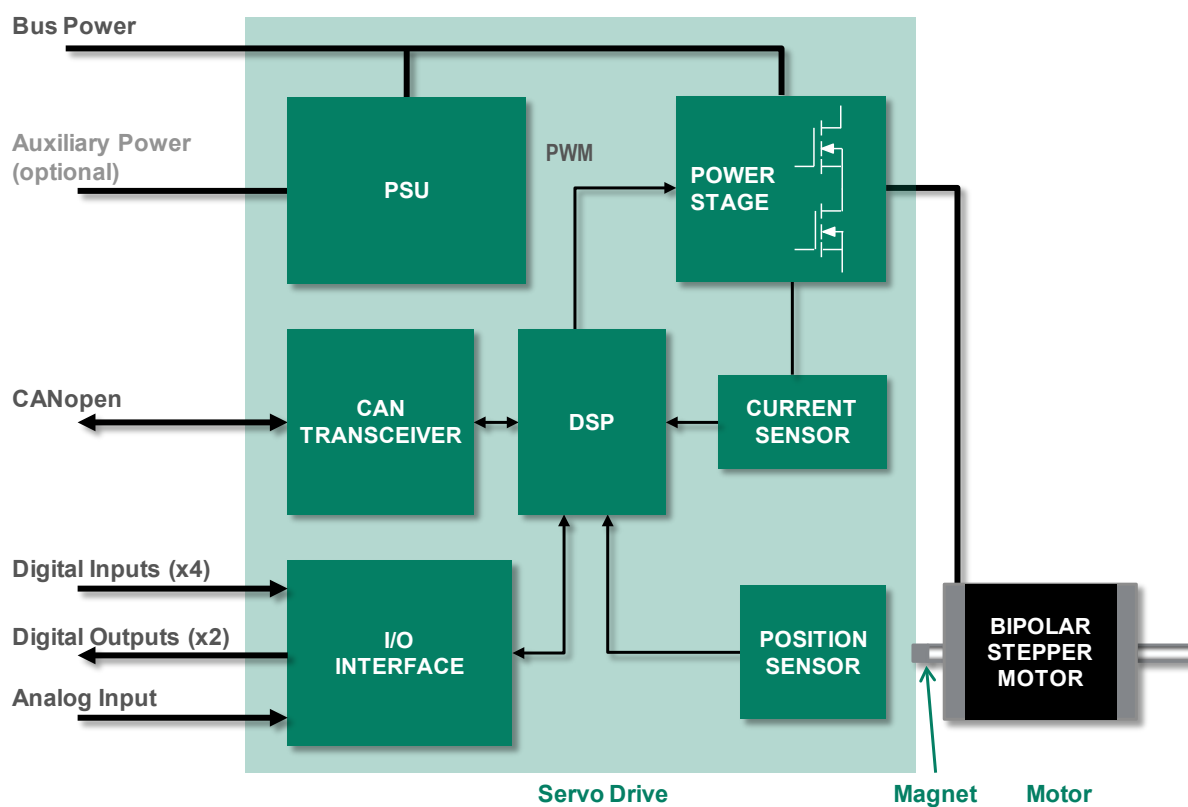 Bus Power
Auxiliary Power
(optional)
PSU
PWM
POWER
STAGE
CANopen
CAN
TRANSCEIVER
DSP
CURRENT
SENSOR
Digital Inputs (x4)
Digital Outputs (x2)
Analog Input
I/O
INTERFACE
POSITION
SENSOR
BIPOLAR
STEPPER
MOTOR
Servo Drive
Magnet
Motor